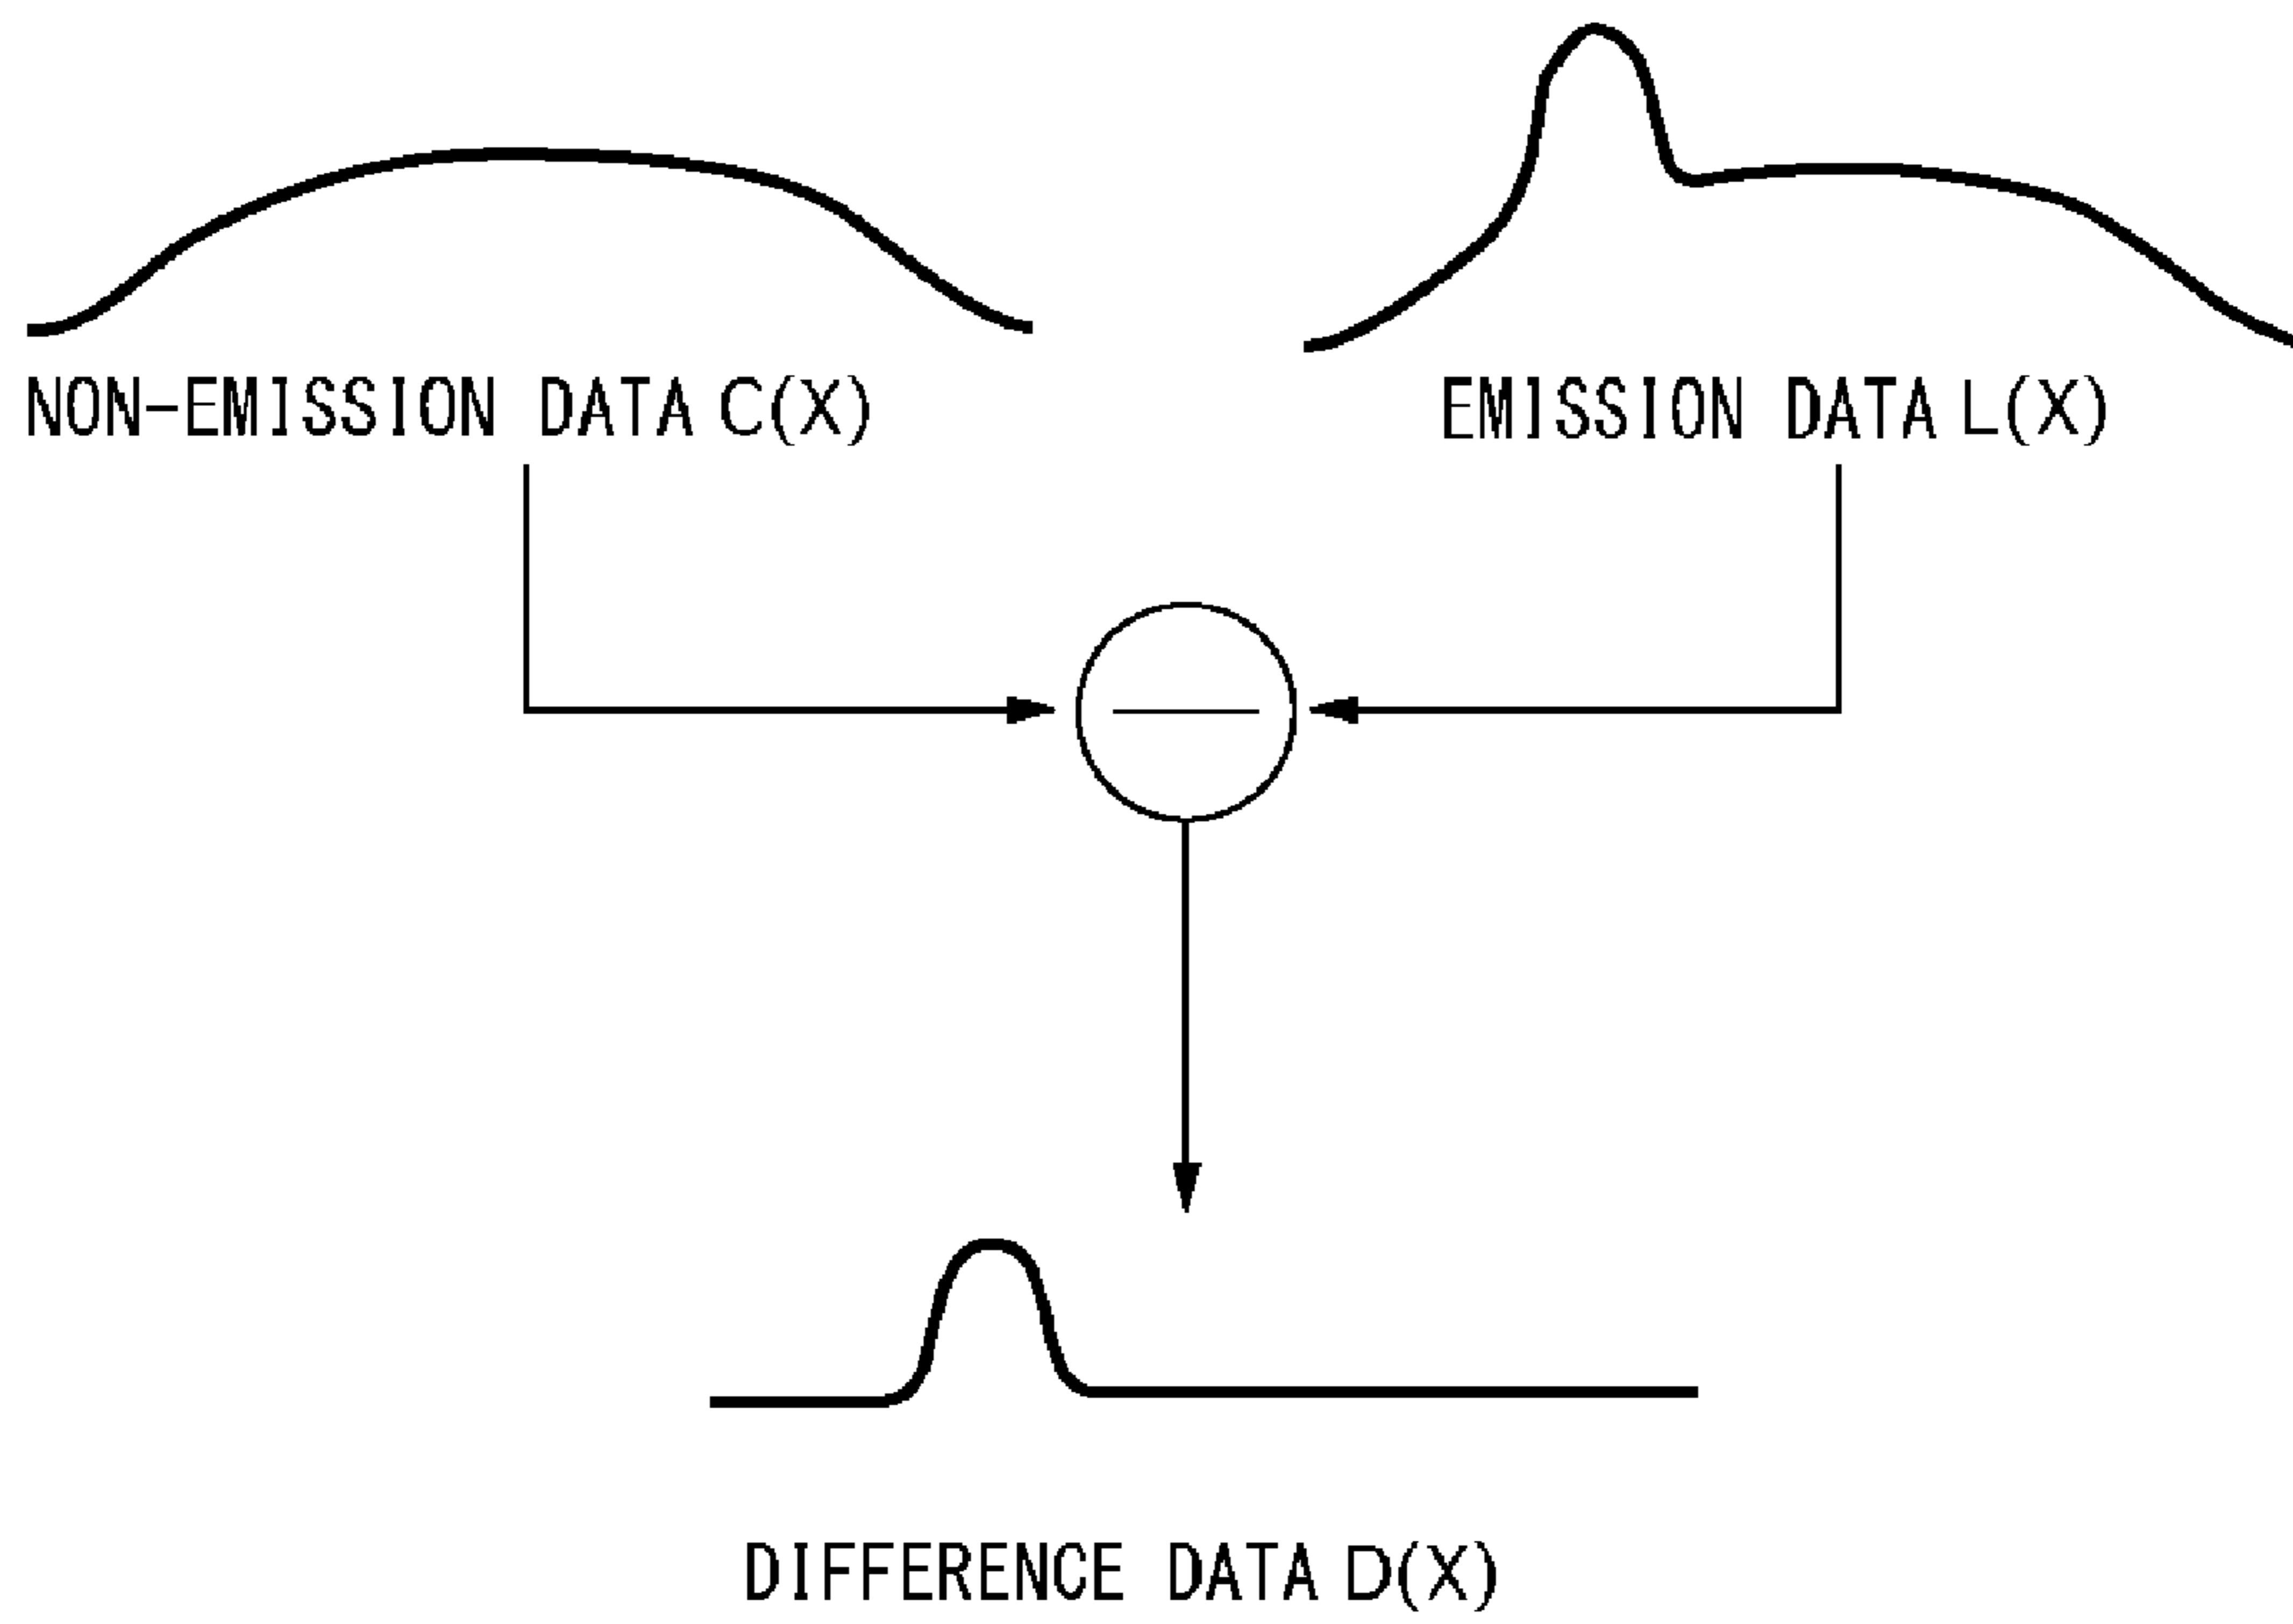 NON-EMISSION DATA C(X)
EMISSION DATA L(X)
DIFFERENCE DATA D(X)